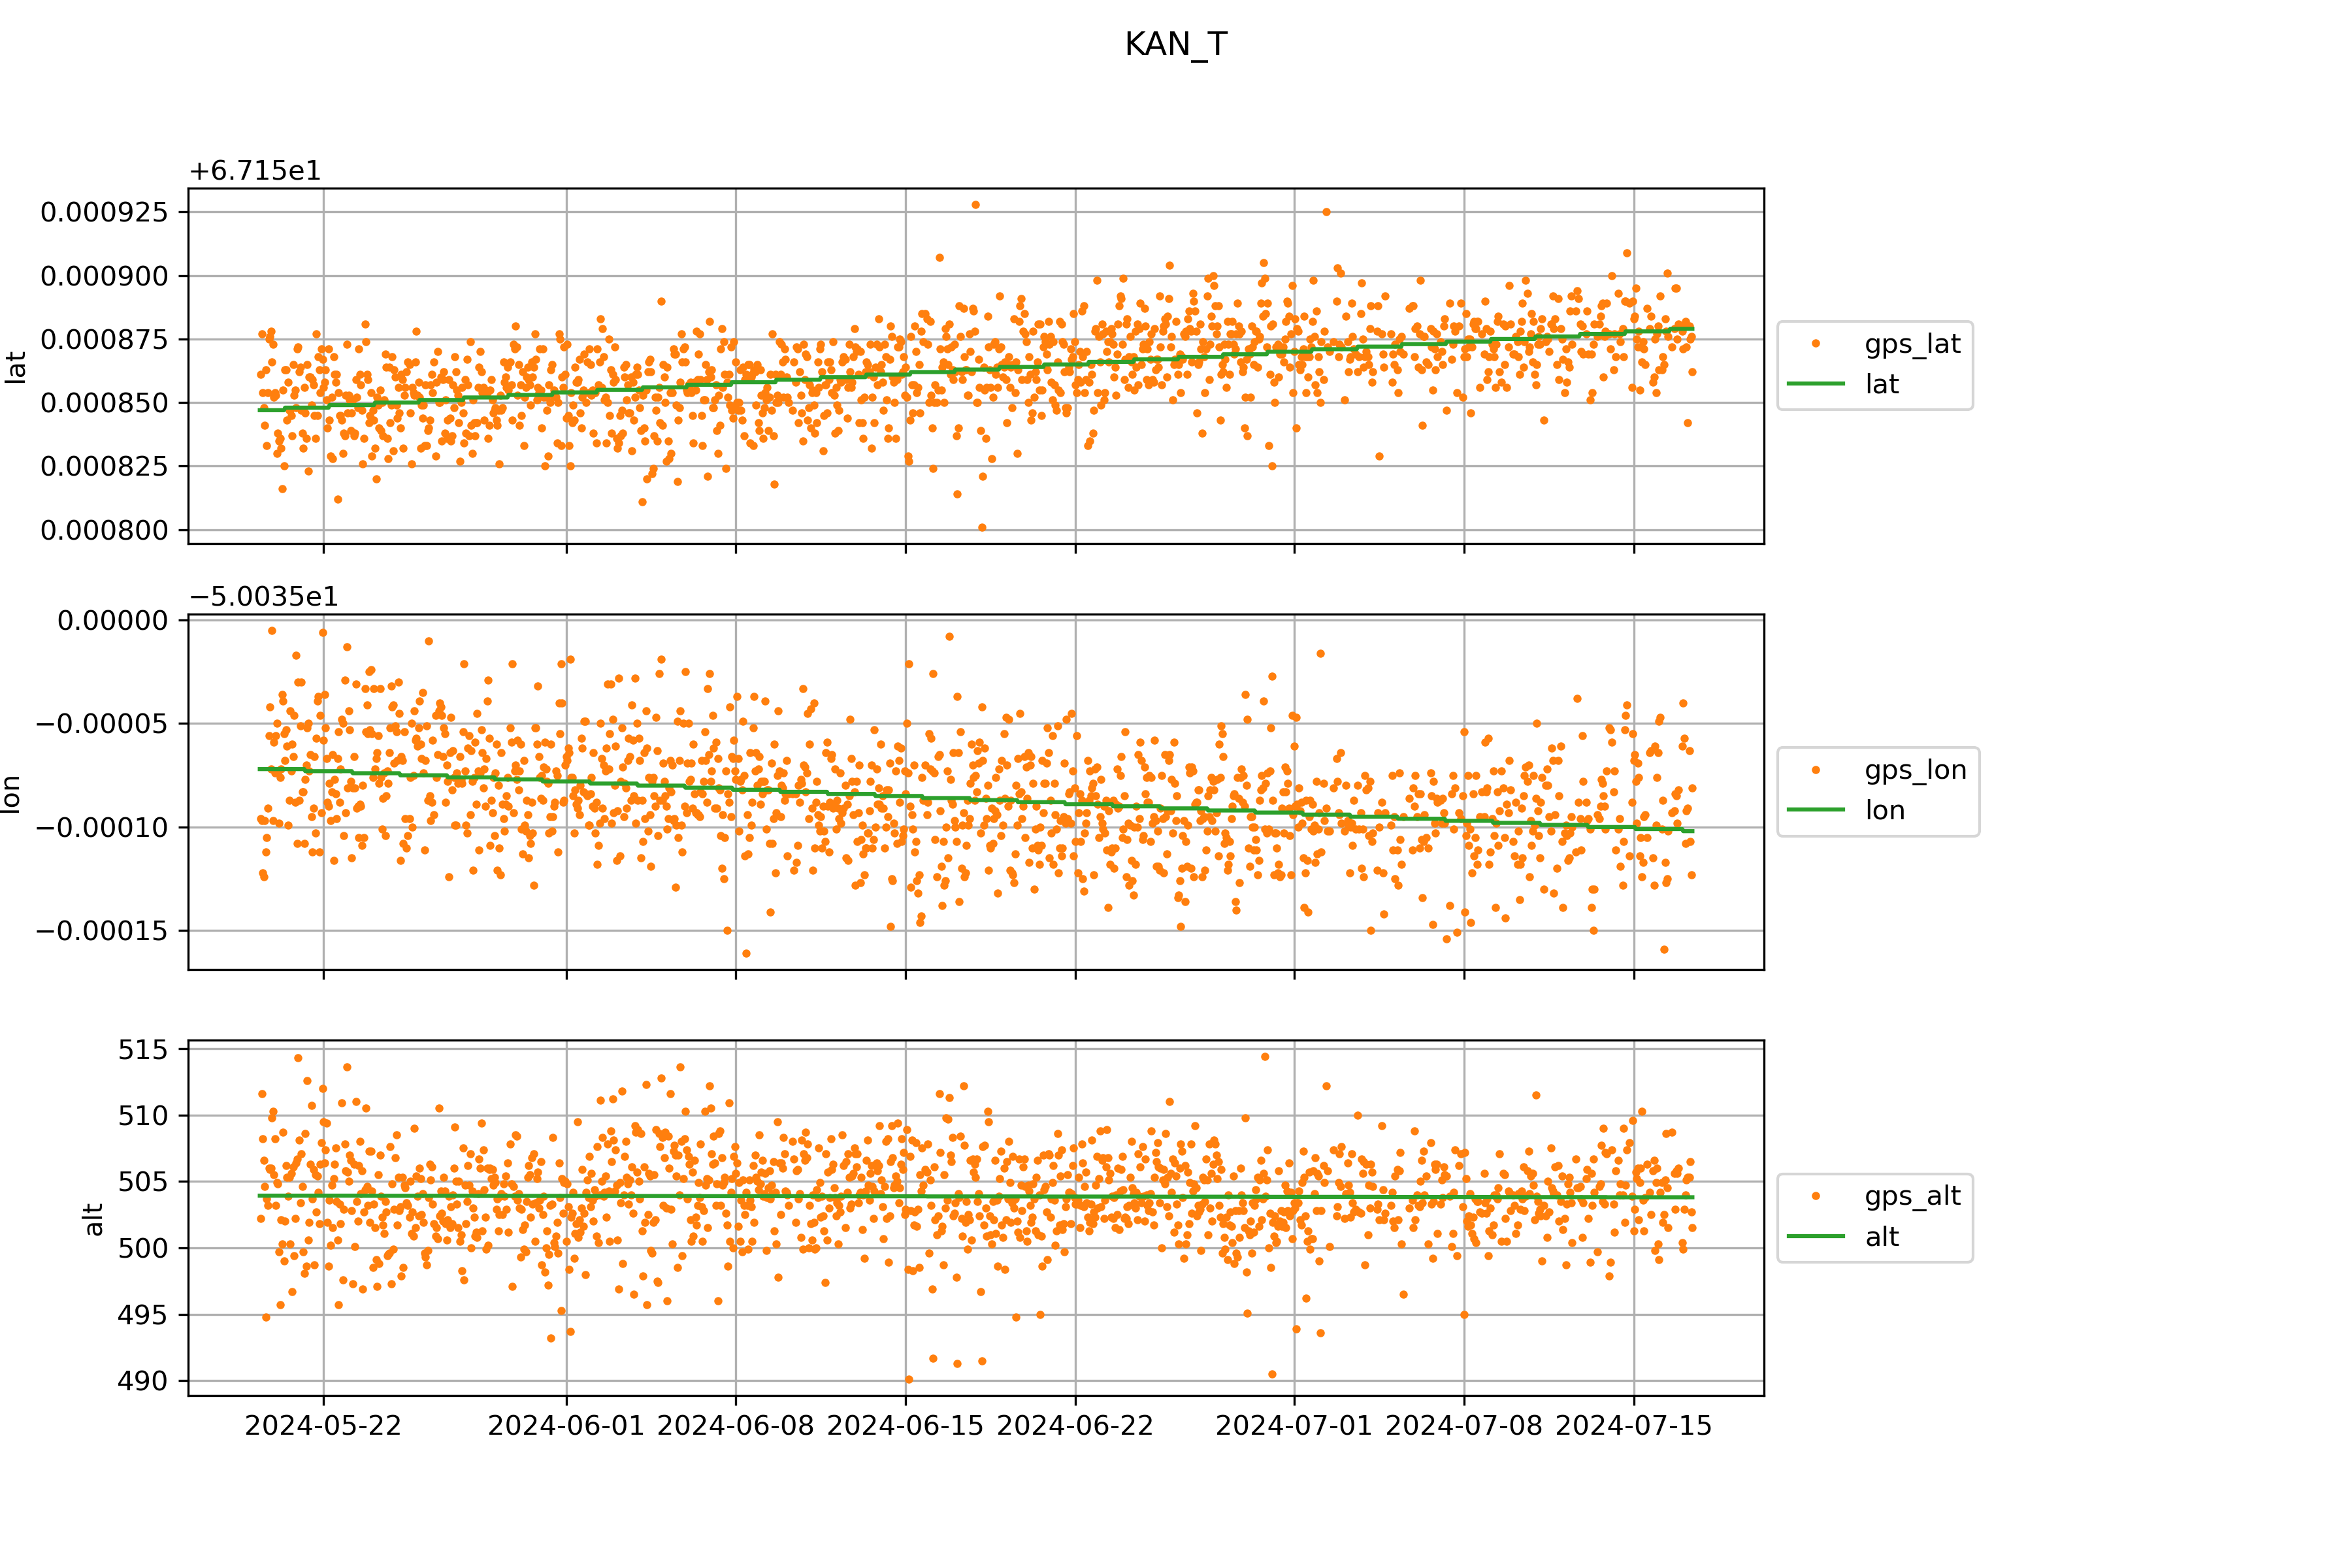 KAN_T
+6.715e1
0.000925
0.000900
0.000875
0.000850
0.000825
0.000800
lat
gps_lat
lat
−5.0035e1
0.00000
−0.00005
−0.00010
−0.00015
lon
gps_lon
lon
515
510
505
500
495
490
alt
gps_alt
alt
2024-05-22 2024-06-01 2024-06-08 2024-06-15 2024-06-22 2024-07-01 2024-07-08 2024-07-15